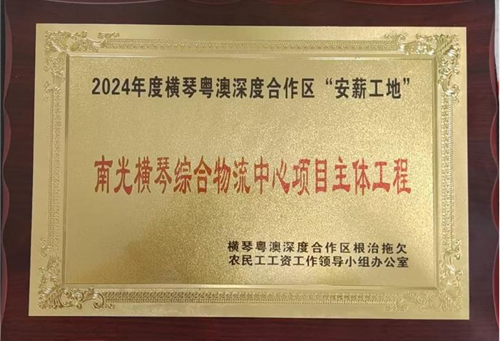 2024年度横琴粤澳深度合作区“安薪工地”
南光横琴综合物流中心项目主体工程
横琴粤澳深度合作区根治拖欠
农民工工资工作领导小组办公室